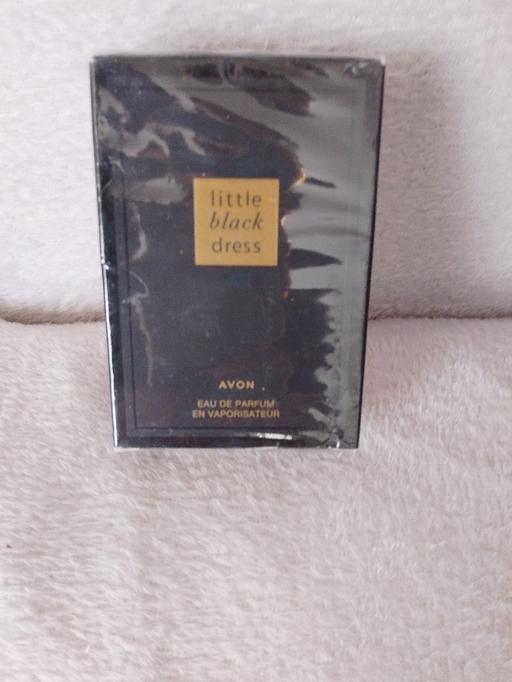 little
black
dress
AVON
EAU DE PARFUM
EN VAPORISATEUR